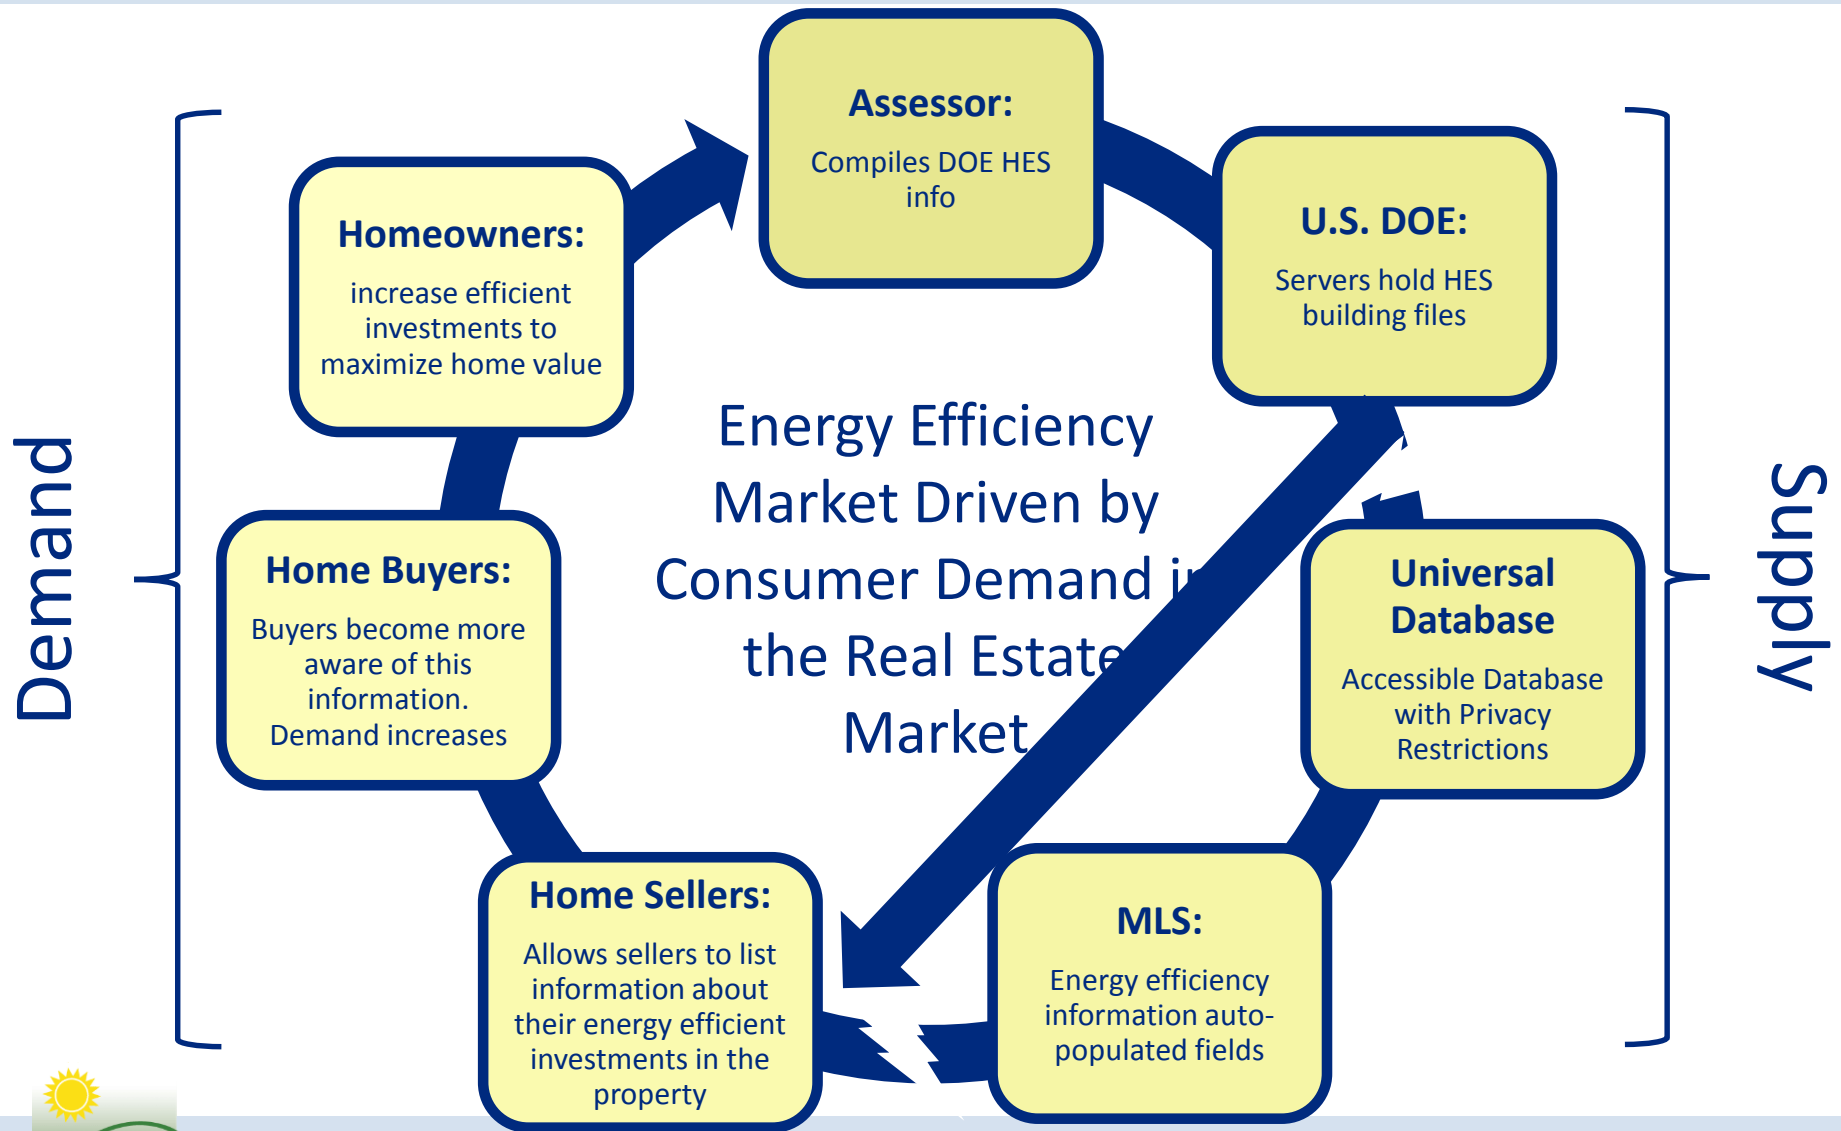 Assessor:
Compiles DOE HES
info
U.S. DOE:
Servers hold HES
building files
Universal
Database
Accessible Database
with Privacy
Restrictions
MLS:
Energy efficiency
information auto-
populated fields
Home Sellers:
Allows sellers to list
information about
their energy efficient
investments in the
property
Home Buyers:
Buyers become more
aware of this
information.
Demand increases
Homeowners:
increase efficient
investments to
maximize home value
Energy Efficiency
Market Driven by
Consumer Demand in
the Real Estate
Market
Demand
Supply